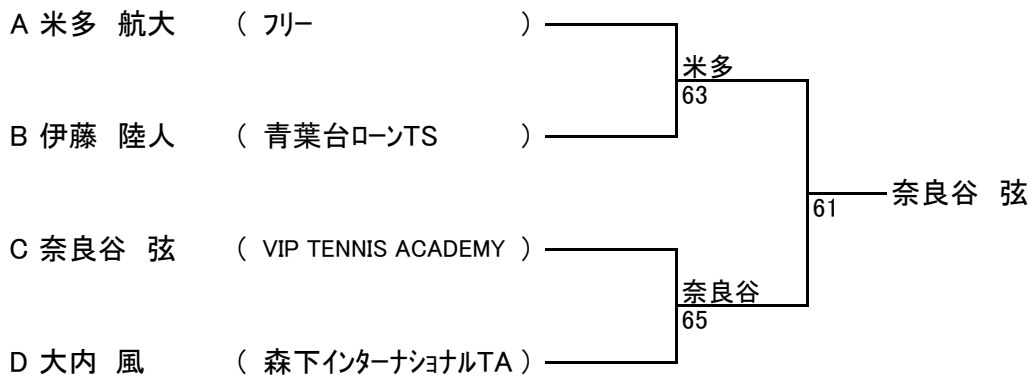 A 米多 航大 ( フリー )
米多
63
B 伊藤 陸人 ( 青葉台ローンTS )
奈良谷 弦
61
C 奈良谷 弦 ( VIP TENNIS ACADEMY )
奈良谷
65
D 大内 風 ( 森下インターナショナルTA )